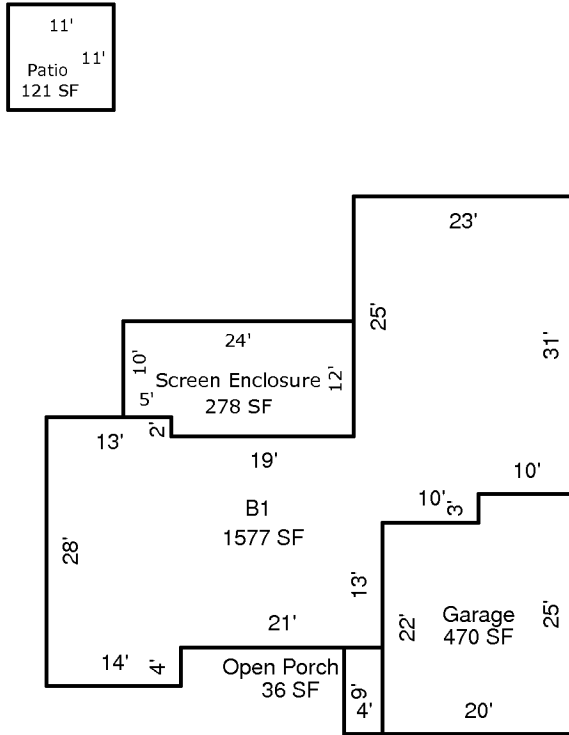 11'
11'
Patio
121 SF
23'
25'
31'
24'
10'
Screen Enclosure
12'
278 SF
5'
13'
2'
19'
10'
10'
3'
B1
1577 SF
28'
13'
22'
Garage
25'
470 SF
21'
14'
4'
Open Porch
36 SF
9'
4'
20'